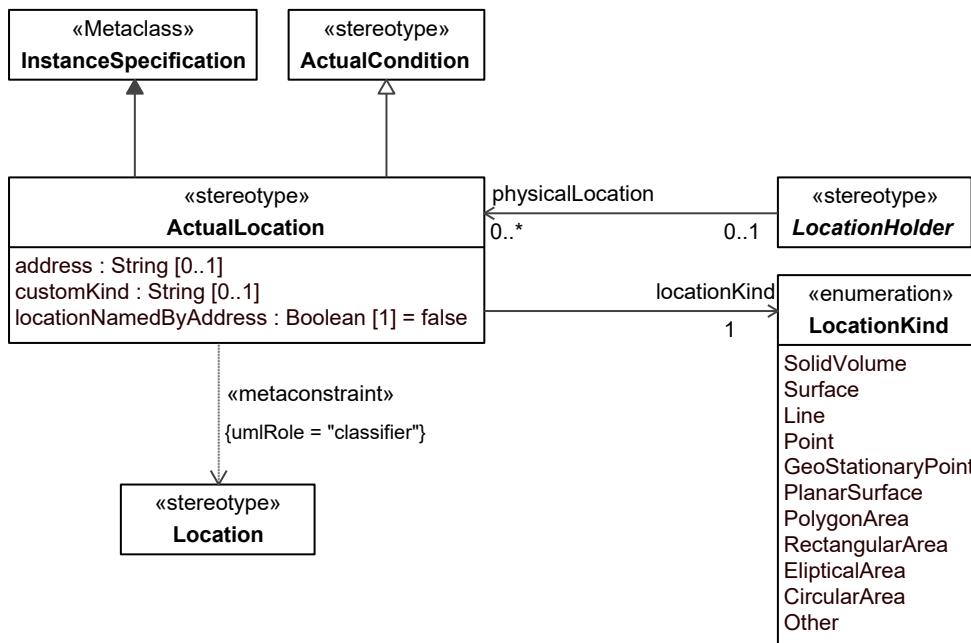 «Metaclass»
InstanceSpecification
«stereotype»
ActualCondition
«stereotype»
ActualLocation
address : String [0..1]
customKind : String [0..1]
locationNamedByAddress : Boolean [1] = false
physicalLocation
0..*
0..1
«stereotype»
LocationHolder
locationKind
1
«enumeration»
LocationKind
SolidVolume
Surface
Line
Point
GeoStationaryPoint
PlanarSurface
PolygonArea
RectangularArea
ElipticalArea
CircularArea
Other
«metaconstraint»
{umlRole = "classifier"}
«stereotype»
Location